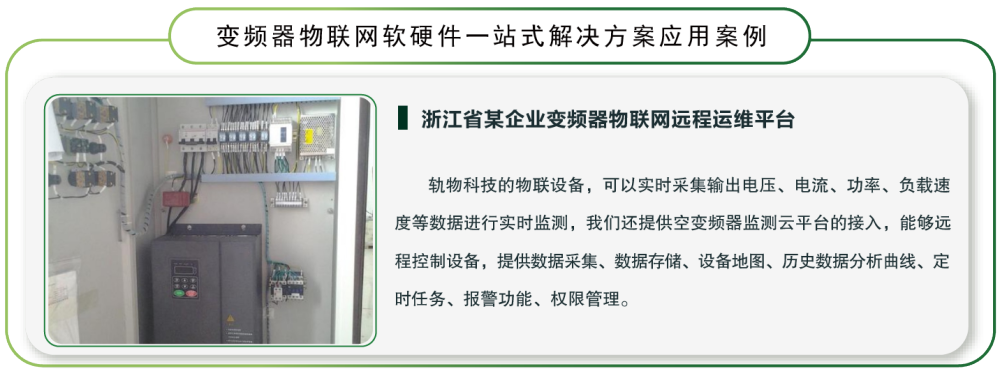 变频器物联网软硬件一站式解决方案应用案例
浙江省某企业变频器物联网远程运维平台
轨物科技的物联设备，可以实时采集输出电压、电流、功率、负载速
度等数据进行实时监测，我们还提供空变频器监测云平台的接入，能够远
程控制设备，提供数据采集、数据存储、设备地图、历史数据分析曲线、定
时任务、报警功能、权限管理。